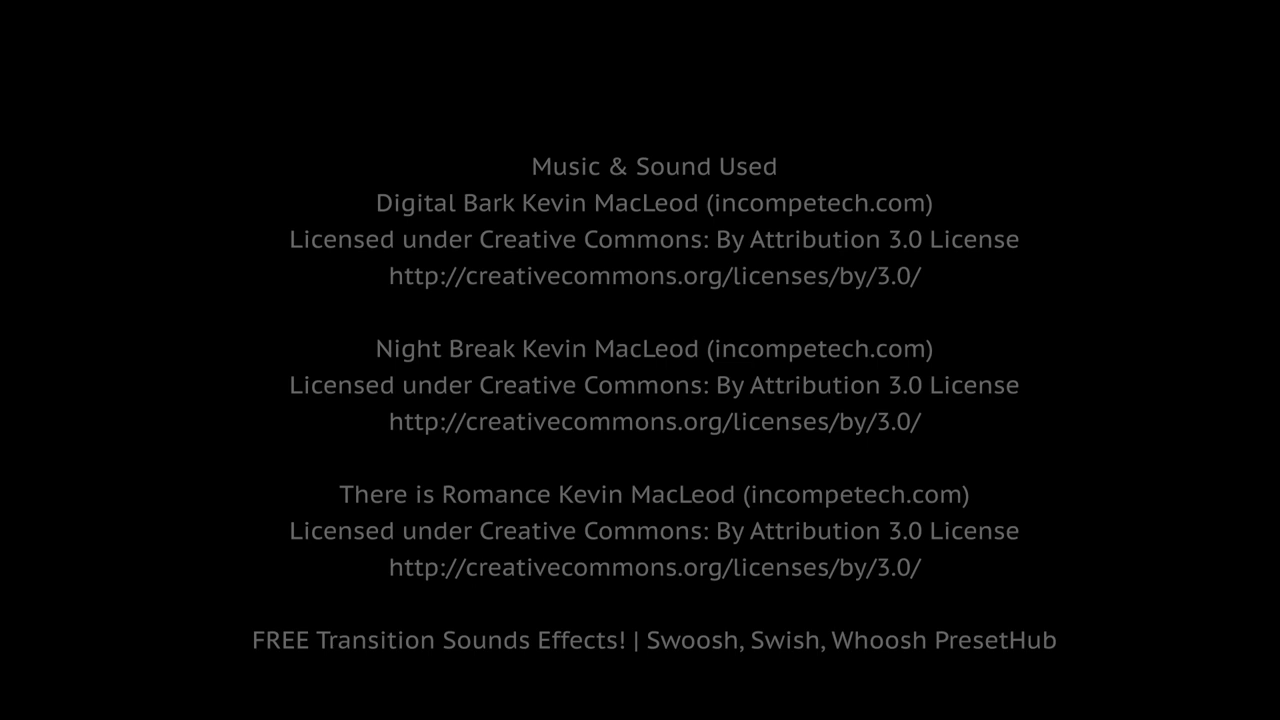 Music & Sound Used
Digital Bark Kevin MacLeod (incompetech.com)
Licensed under Creative Commons: By Attribution 3.0 License
http://creativecommons.org/licenses/by/3.0/
Night Break Kevin MacLeod (incompetech.com)
Licensed under Creative Commons: By Attribution 3.0 License
http://creativecommons.org/licenses/by/3.0/
There is Romance Kevin MacLeod (incompetech.com)
Licensed under Creative Commons: By Attribution 3.0 License
http://creativecommons.org/licenses/by/3.0/
FREE Transition Sounds Effects! | Swoosh, Swish, Whoosh PresetHub